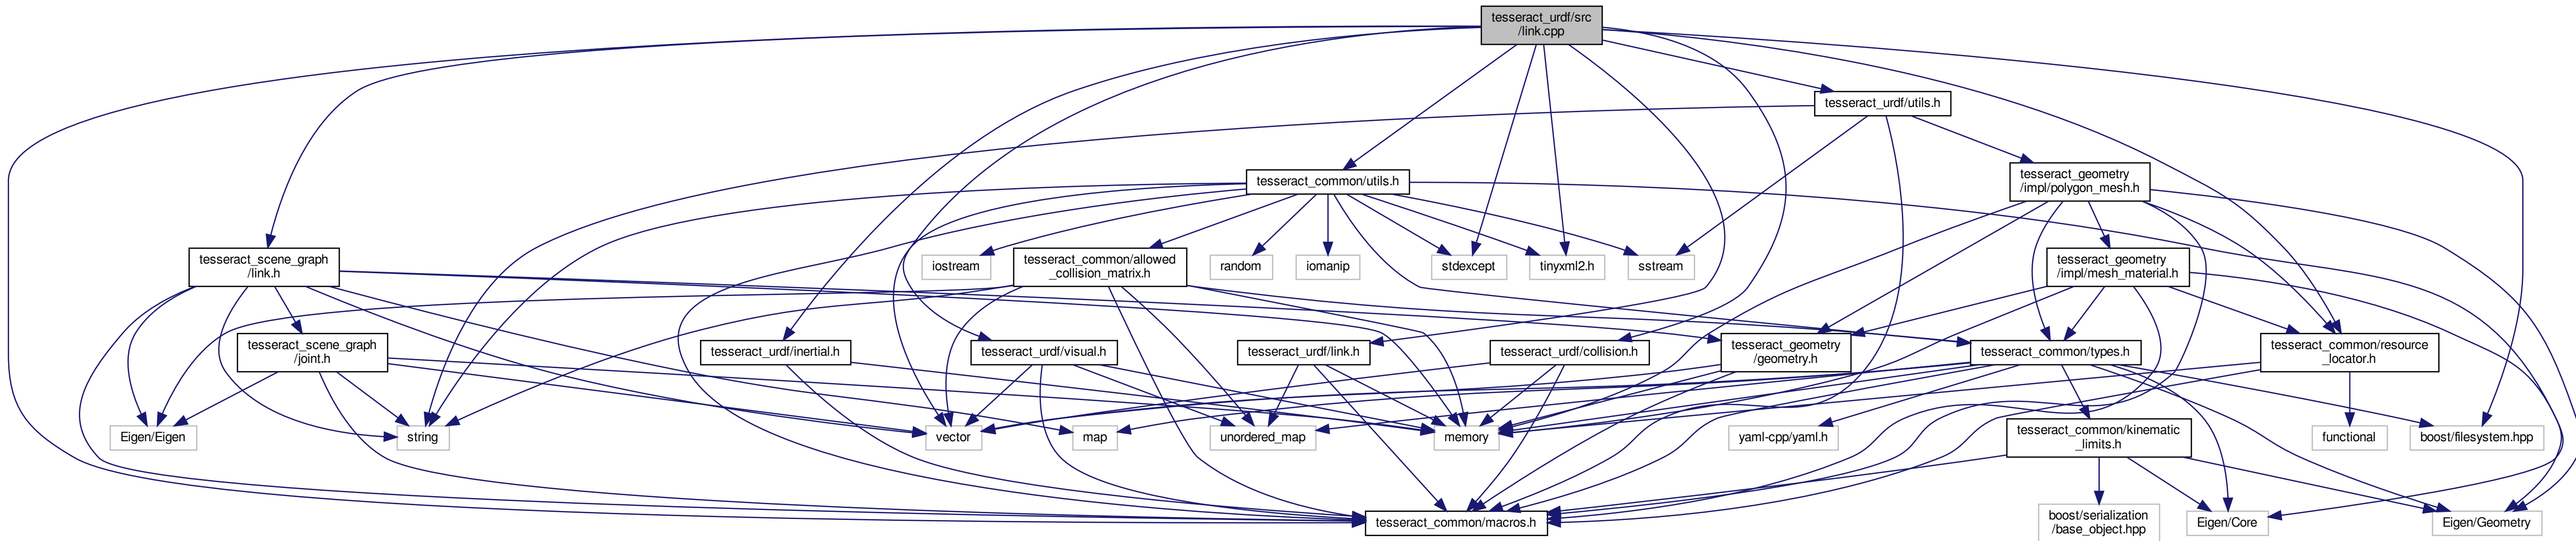 tesseract_urdf/src
/link.cpp
tesseract_urdf/utils.h
tesseract_common/utils.h
tesseract_geometry
/impl/polygon_mesh.h
tesseract_scene_graph
/link.h
iostream
tesseract_common/allowed
_collision_matrix.h
random
iomanip
stdexcept
tinyxml2.h
sstream
tesseract_geometry
/impl/mesh_material.h
tesseract_scene_graph
/joint.h
tesseract_urdf/inertial.h
tesseract_urdf/visual.h
tesseract_urdf/link.h
tesseract_urdf/collision.h
tesseract_geometry
/geometry.h
tesseract_common/types.h
tesseract_common/resource
_locator.h
Eigen/Eigen
string
vector
map
unordered_map
memory
yaml-cpp/yaml.h
tesseract_common/kinematic
_limits.h
functional
boost/filesystem.hpp
tesseract_common/macros.h
boost/serialization
/base_object.hpp
Eigen/Core
Eigen/Geometry